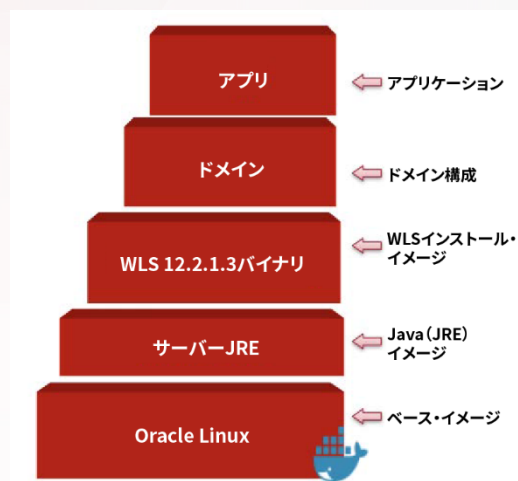 アプリ
アプリケーション
ドメイン
ドメイン構成
WLS 12.2.1.3バイナリ
WLSインストール・
イメージ
サーバーJRE
Java(JRE)
イメージ
Oracle Linux
ベース・イメージ